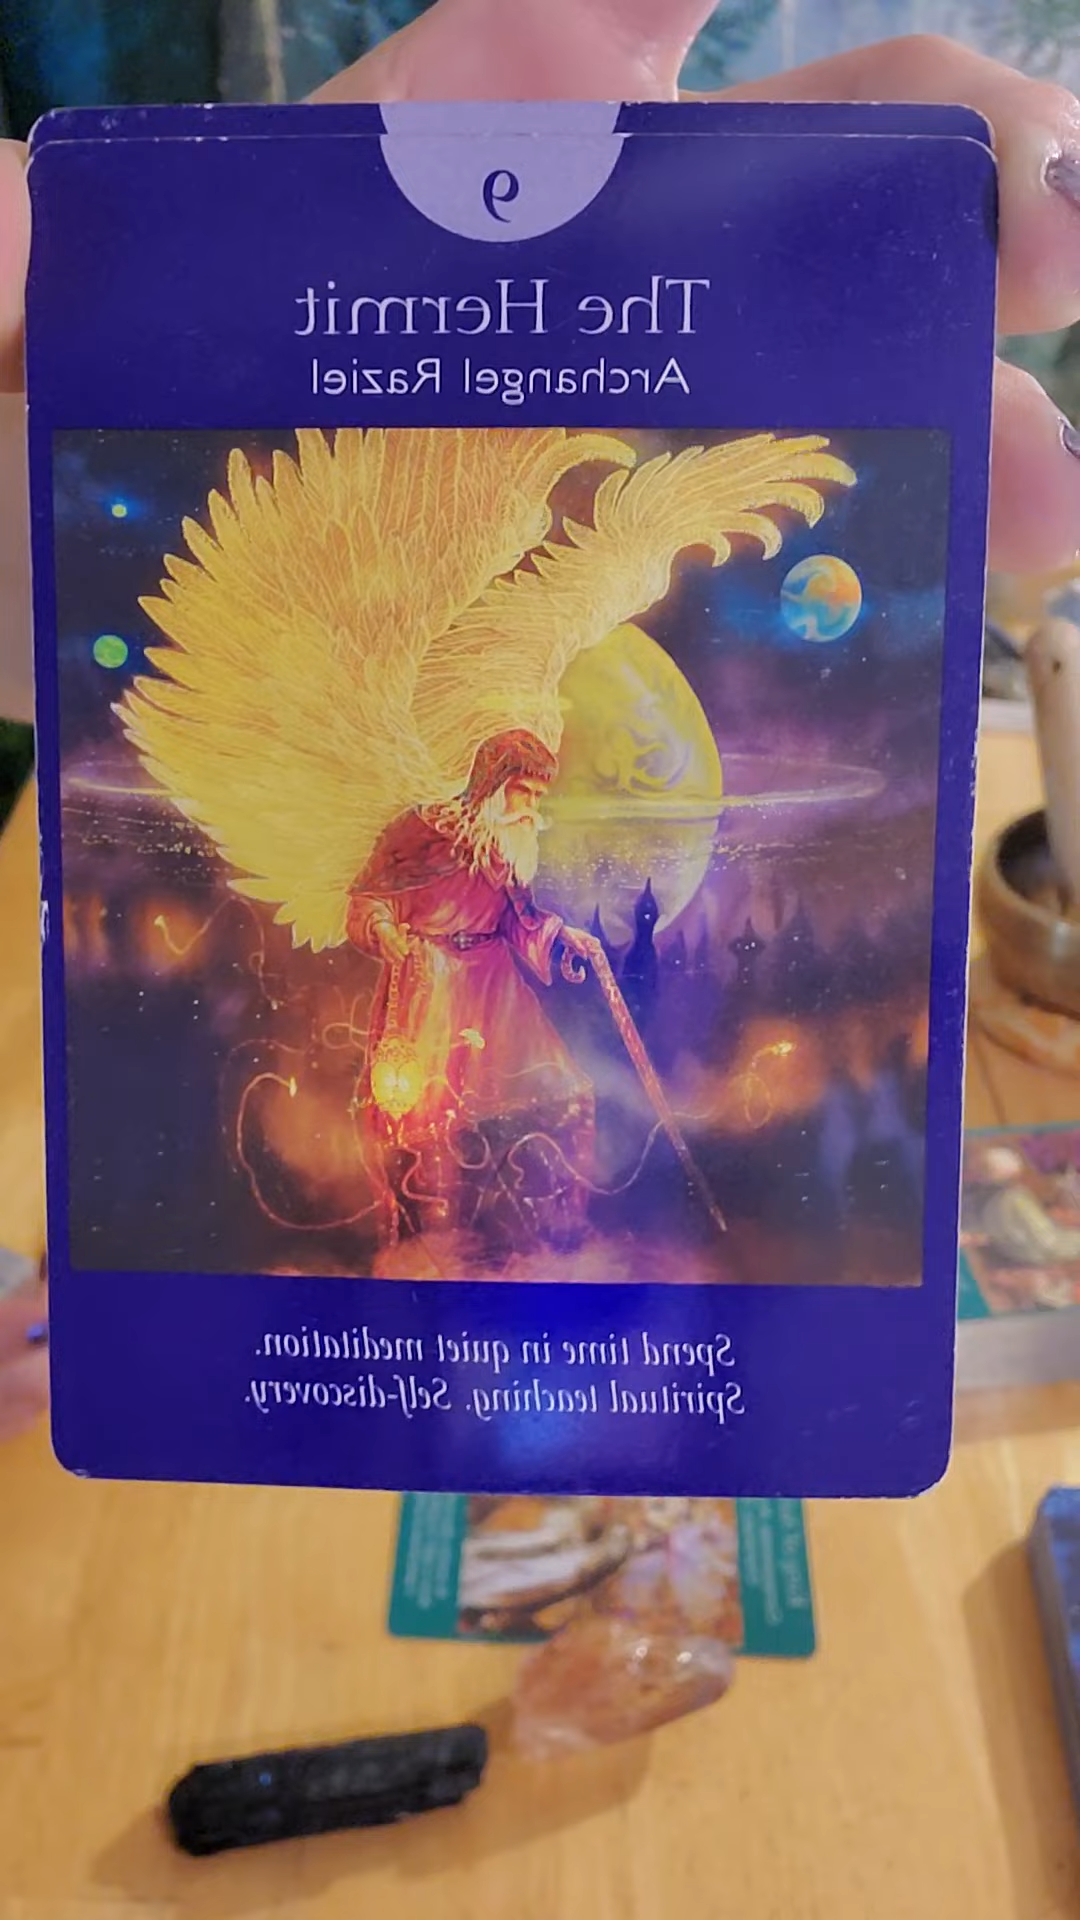 9
The Hermit
Archangel Raziel
Spend time in quiet meditation.
Spiritual teaching. Self-discovery.